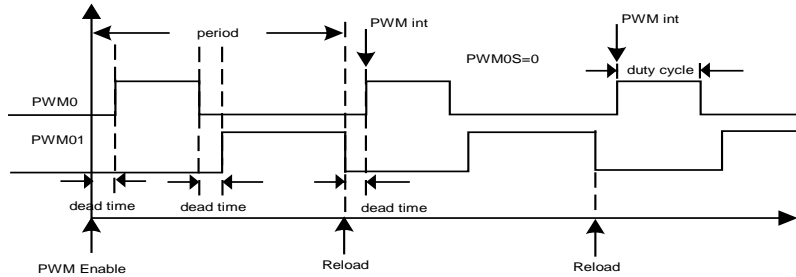 PWM int
PWM int
period
PWM0S=0
duty cycle
PWM0
PWM01
dead time
dead time
dead time
PWM Enable
Reload
Reload